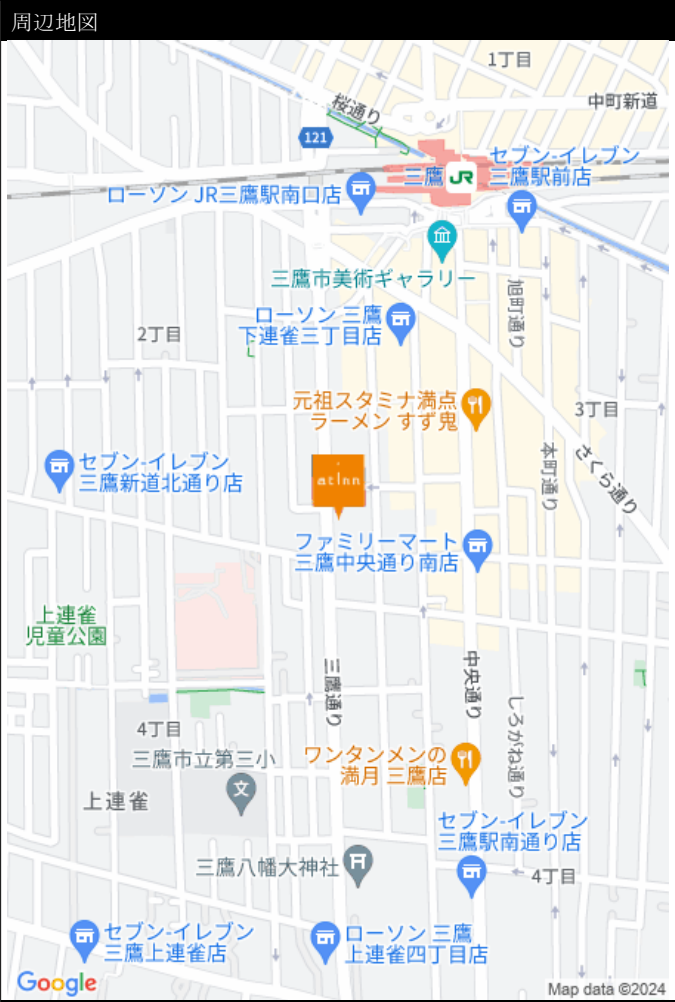 周辺地図
1丁目
桜通り
中町新道
121
セブン-イレブン
三鷹駅前店
三鷹 JR
ローソン JR三鷹駅南口店
三鷹市美術ギャラリー
旭町通り
ローソン 三鷹
下連雀三丁目店
2丁目
元祖スタミナ満点
ラーメン すず鬼
3丁目
さくら通り
本町通り
セブン-イレブン
三鷹新道北通り店
at inn
ファミリーマート
三鷹中央通り南店
上連雀
児童公園
三鷹通り
中央通り
しろがね通り
4丁目
三鷹市立第三小
文
ワンタンメンの
満月 三鷹店
上連雀
セブン-イレブン
三鷹駅南通り店
三鷹八幡大神社
4丁目
セブン-イレブン
三鷹上連雀店
ローソン 三鷹
上連雀四丁目店
Google
Map data ©2024